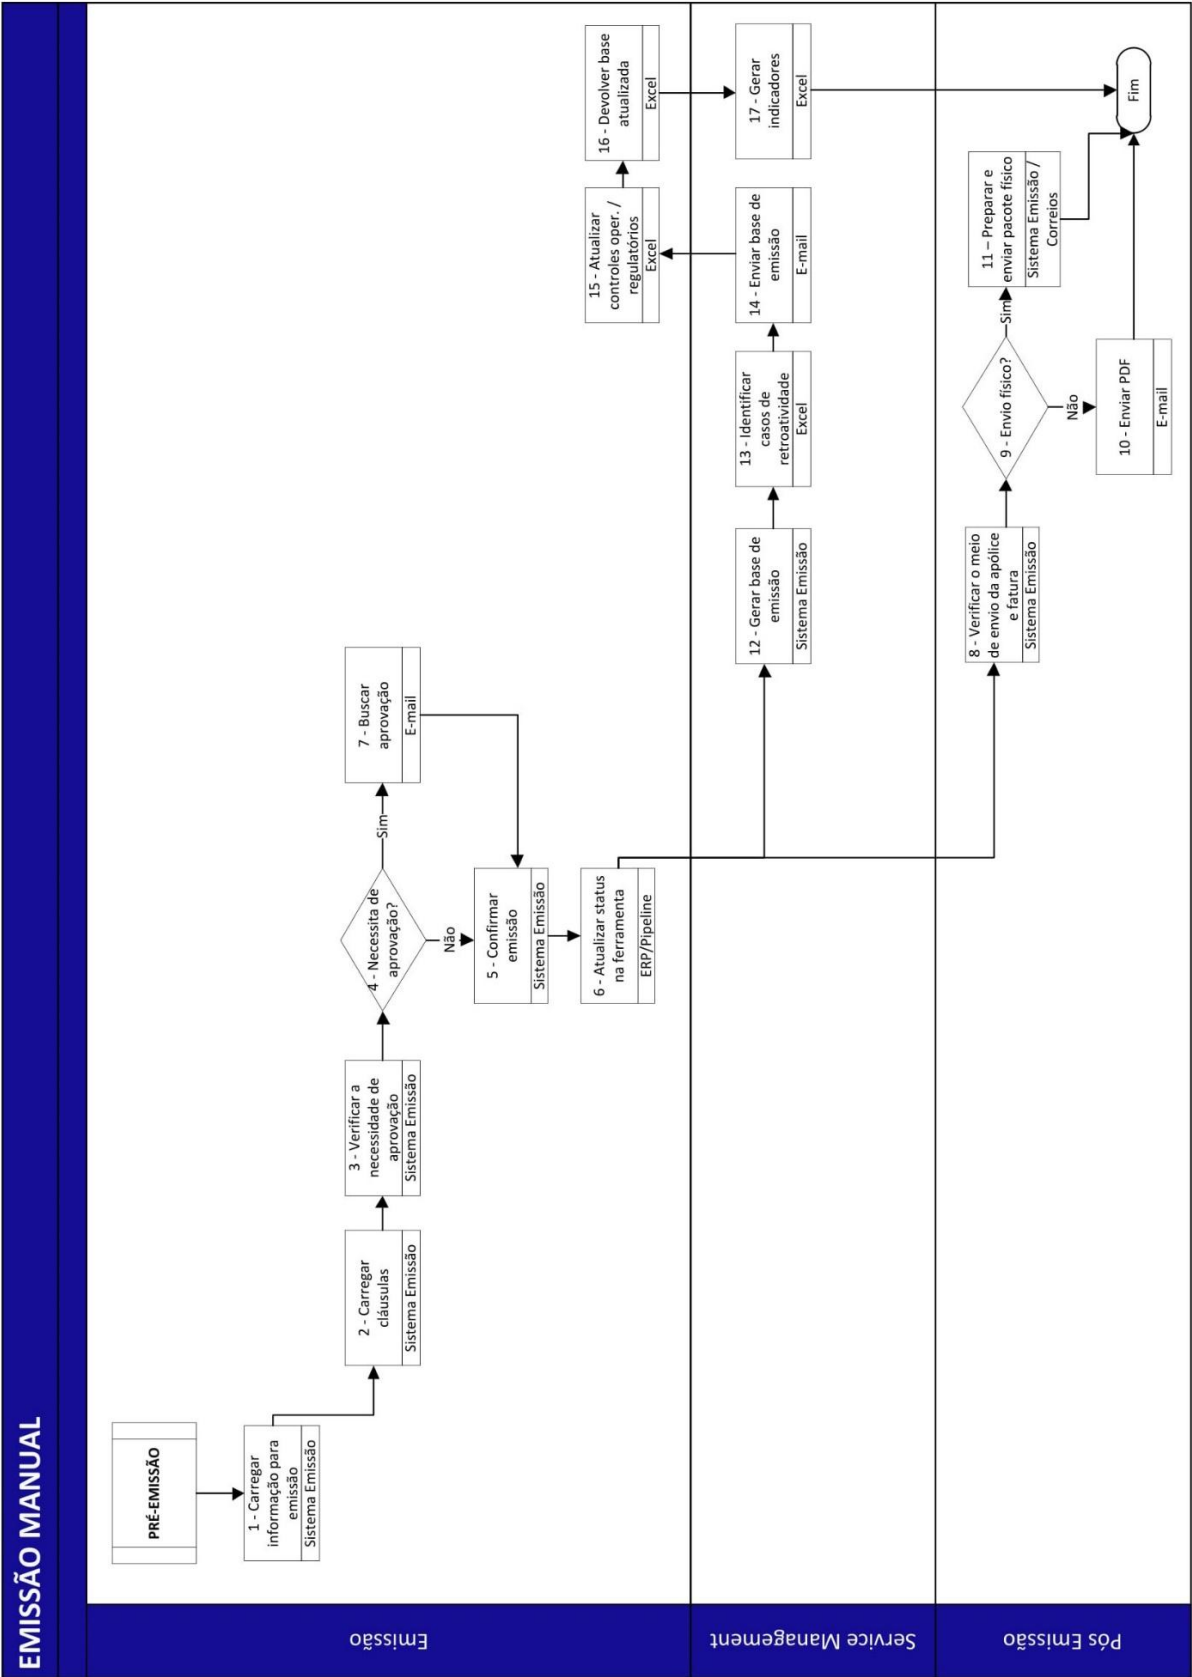 EMISSÃO MANUAL
Emissão
PRÉ-EMISSÃO
1 - Carregar
informação para
emissão
Sistema Emissão
2 - Carregar
cláusulas
Sistema Emissão
3 - Verificar a
necessidade de
aprovação
Sistema Emissão
4 - Necessita de
aprovação?
Sim
Não
7 - Buscar
aprovação
E-mail
5 - Confirmar
emissão
Sistema Emissão
6 - Atualizar status
na ferramenta
ERP/Pipeline
15 - Atualizar
controles oper. /
regulatórios
Excel
16 - Devolver base
atualizada
Excel
Service Management
12 - Gerar base de
emissão
Sistema Emissão
13 - Identificar
casos de
retroatividade
Excel
14 - Enviar base de
emissão
E-mail
17 - Gerar
indicadores
Excel
Pós Emissão
8 - Verificar o meio
de envio da apólice
e fatura
Sistema Emissão
9 - Envio físico?
Sim
Não
11 – Preparar e
enviar pacote físico
Sistema Emissão /
Correios
10 - Enviar PDF
E-mail
Fim